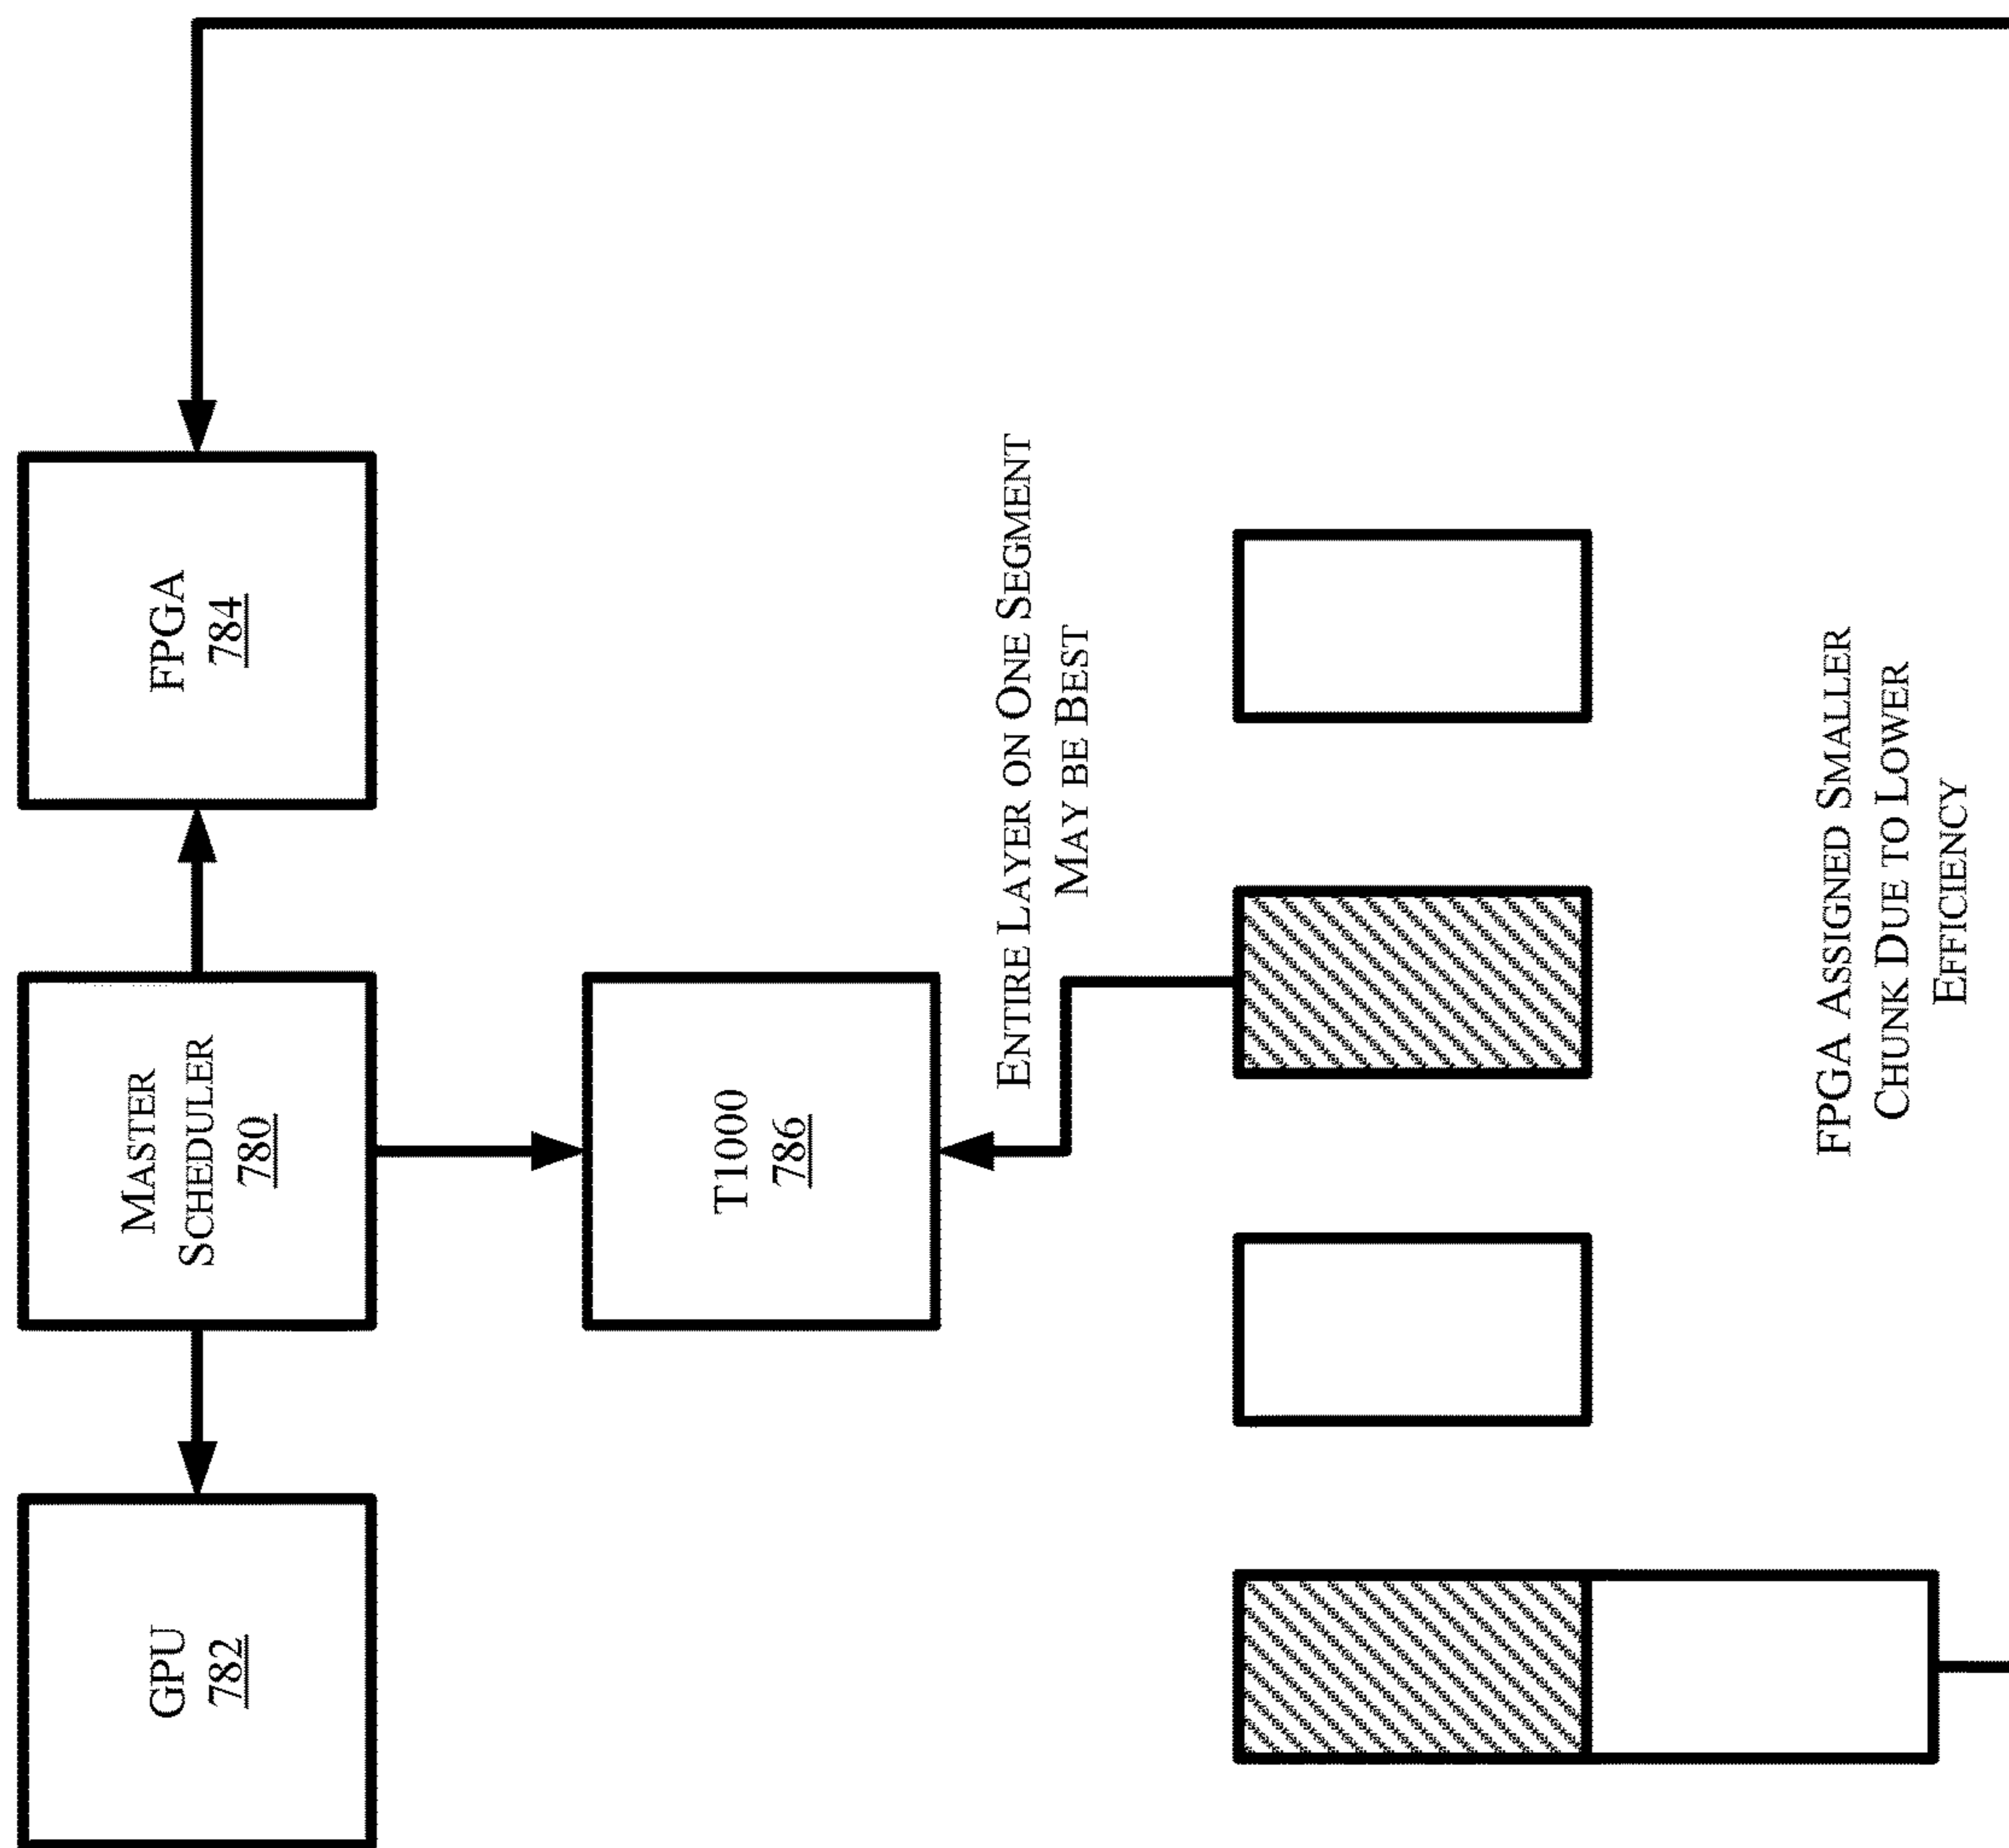 GPU
782
MASTER
SCHEDULER
780
FPGA
784
T1000
786
ENTIRE LAYER ON ONE SEGMENT
MAY BE BEST
FPGA ASSIGNED SMALLER
CHUNK DUE TO LOWER
EFFICIENCY